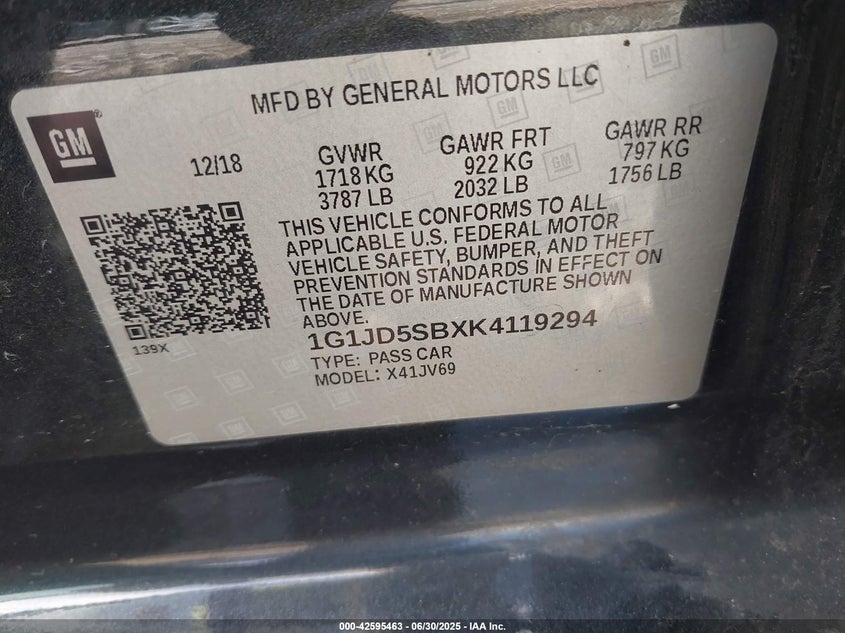 MFD BY GENERAL MOTORS LLC
GM
12/18
GVWR
1718 KG
3787 LB
GAWR FRT
922 KG
2032 LB
GAWR RR
797 KG
1756 LB
THIS VEHICLE CONFORMS TO ALL
APPLICABLE U.S. FEDERAL MOTOR
VEHICLE SAFETY, BUMPER, AND THEFT
PREVENTION STANDARDS IN EFFECT ON
THE DATE OF MANUFACTURE SHOWN
ABOVE.
139X
1G1JD5SBXK4119294
TYPE: PASS CAR
MODEL: X41JV69
000-42595463 - 06/30/2025 - IAA Inc.